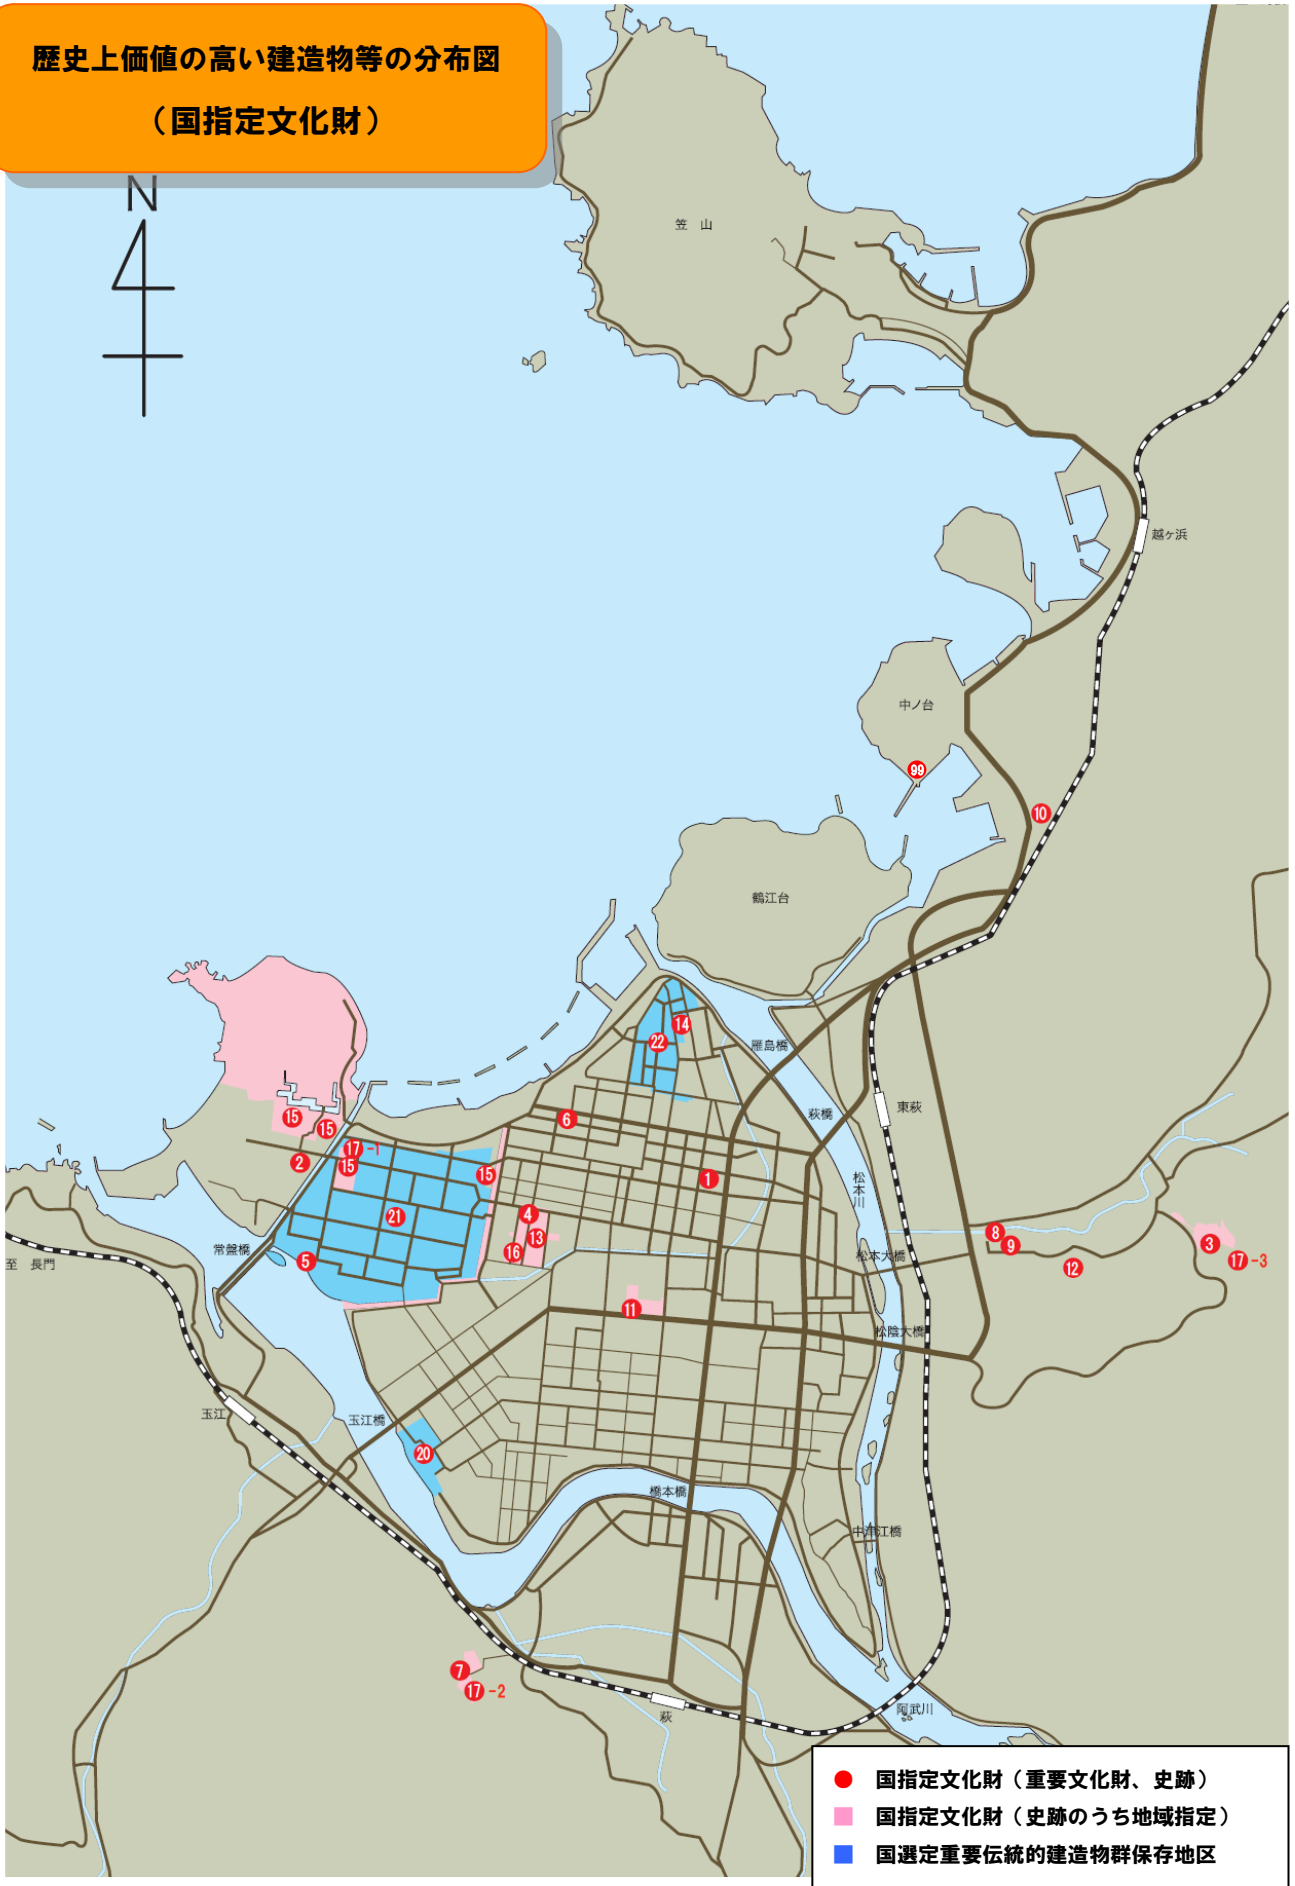 歴史上価値の高い建造物等の分布図
（国指定文化財）
N
笠　山
越ヶ浜
中ノ台
99
10
鶴江台
14
22
雁島橋
萩橋
東萩
6
15
15
17 -1
2
15
15
1
松本川
21
4
13
16
常盤橋
5
至　長門
8
9
松本大橋
12
3
17 -3
11
松陰大橋
玉江
玉江橋
20
橋本橋
中津江橋
7
17 -2
萩
阿武川
国指定文化財（重要文化財、史跡）
国指定文化財（史跡のうち地域指定）
国選定重要伝統的建造物群保存地区